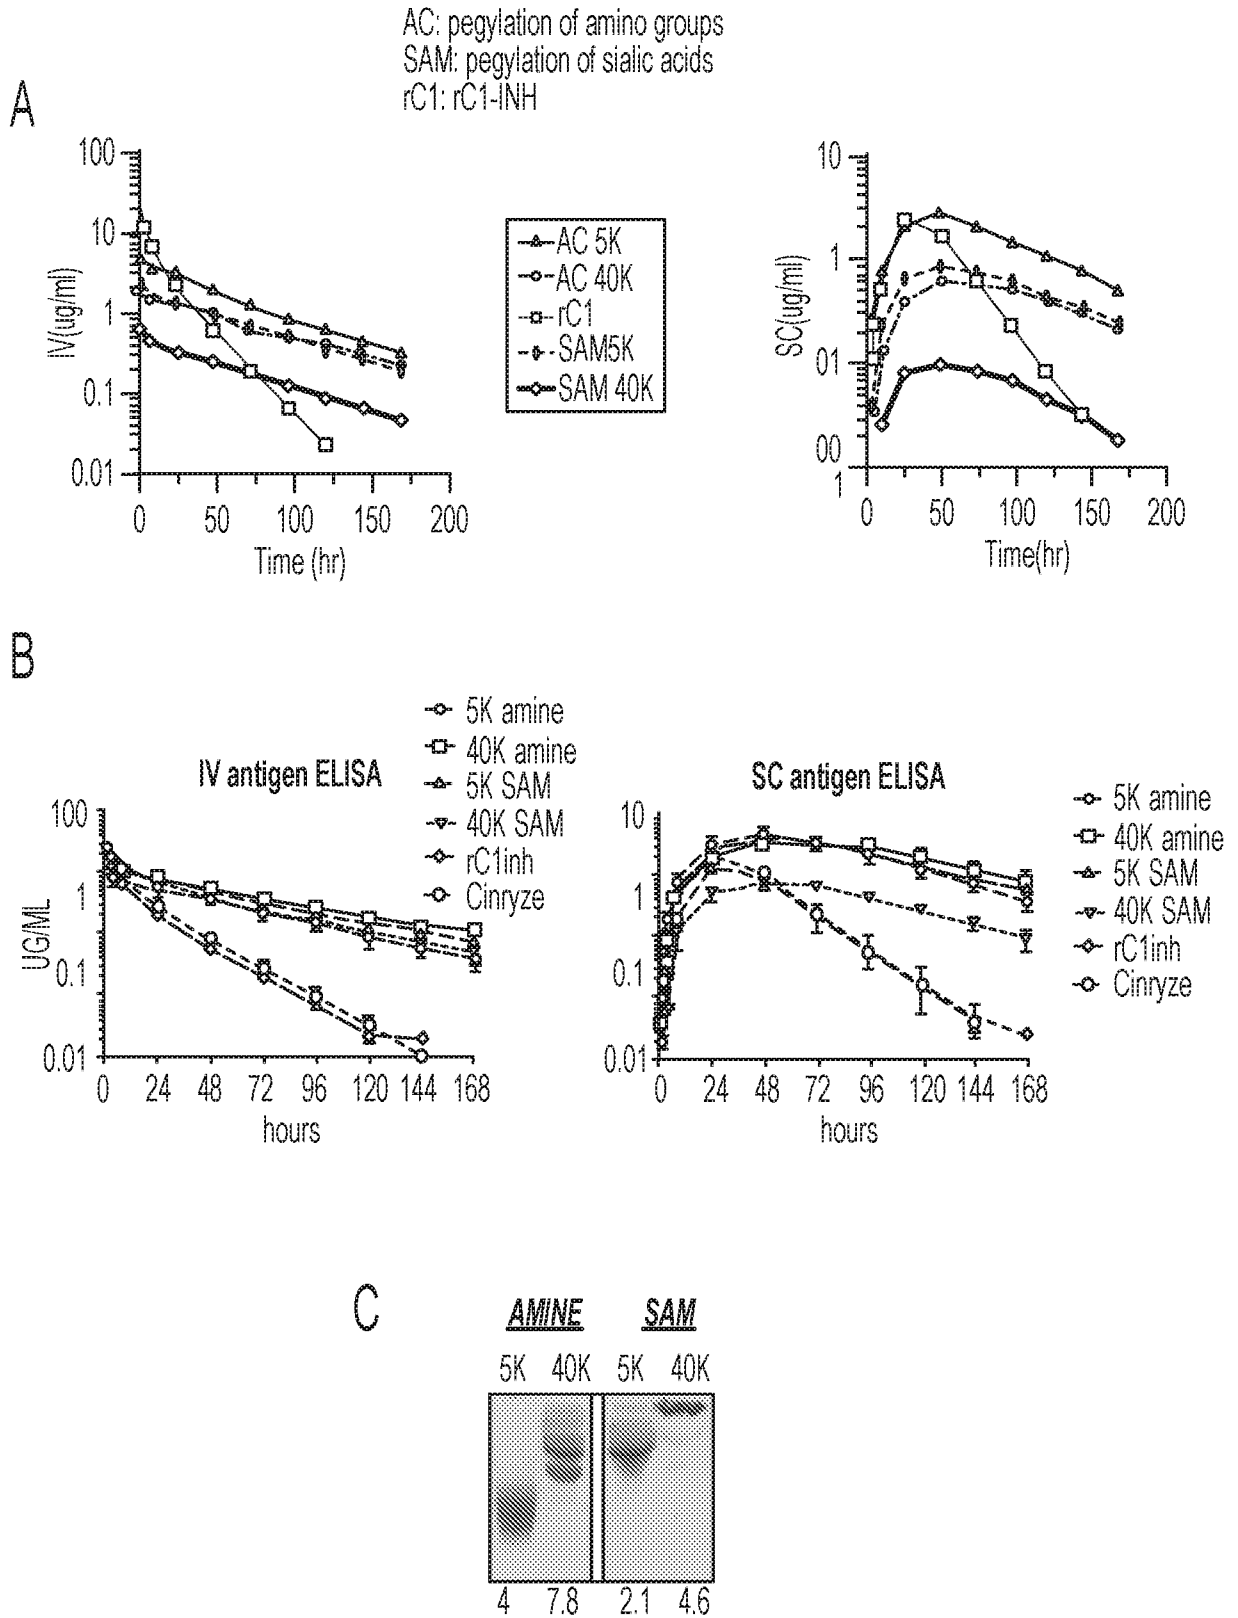 AC: pegylation of amino groups
SAM: pegylation of sialic acids
rC1: rC1-INH
A
IV(ug/ml)
100
10
1
0.1
0.01
0 50 100 150 200
Time (hr)
AC 5K
AC 40K
rC1
SAM5K
SAM 40K
SC(ug/ml)
10
1
01
00
1
0 50 100 150 200
Time(hr)
B
IV antigen ELISA
5K amine
40K amine
5K SAM
40K SAM
rC1inh
Cinryze
UG/ML
100
1
0.1
0.01
0 24 48 72 96 120 144 168
hours
SC antigen ELISA
5K amine
40K amine
5K SAM
40K SAM
rC1inh
Cinryze
10
1
0.1
0.01
0 24 48 72 96 120 144 168
hours
C
AMINE SAM
5K 40K 5K 40K
4 7.8 2.1 4.6